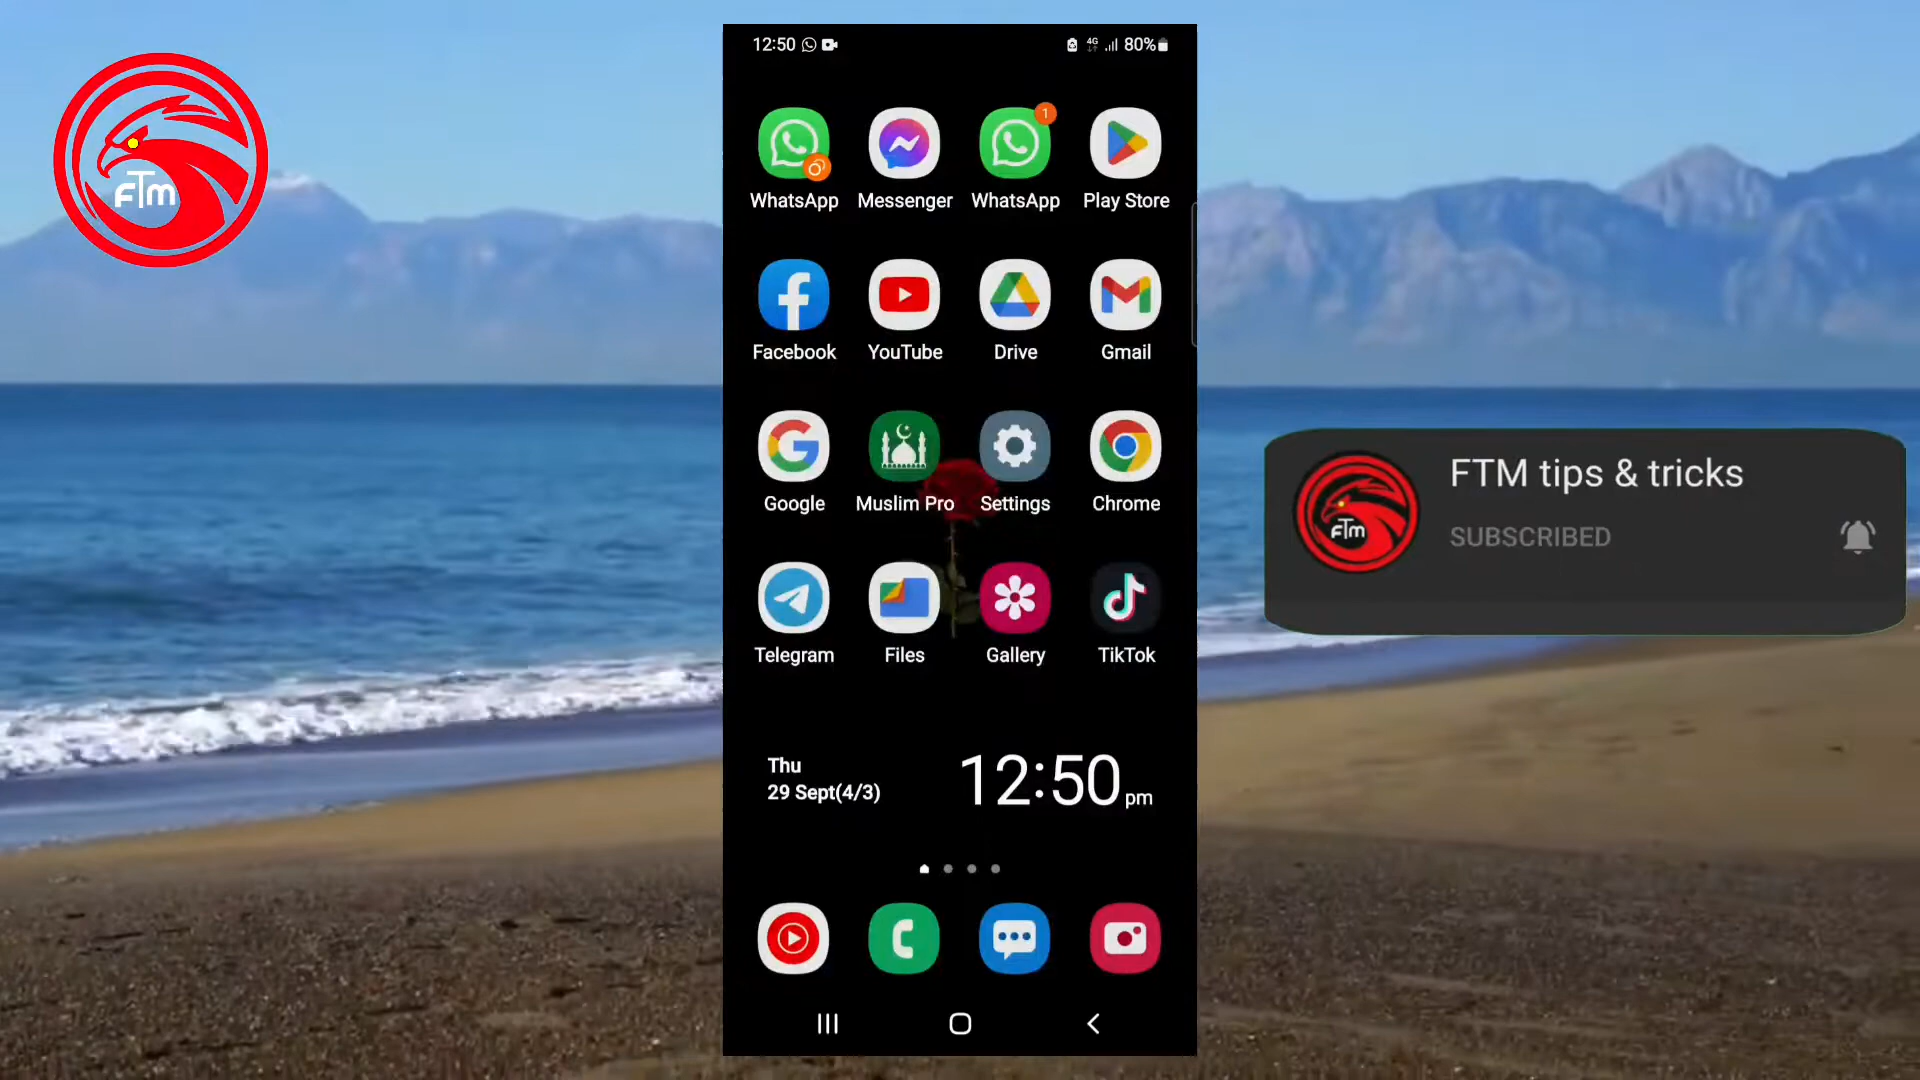 FTM
12:50 4G 80%
1
WhatsApp Messenger WhatsApp Play Store
Facebook YouTube Drive Gmail
Google Muslim Pro Settings Chrome
Telegram Files Gallery TikTok
Thu
29 Sept(4/3)
12:50 pm
FTM tips & tricks
FTM
SUBSCRIBED